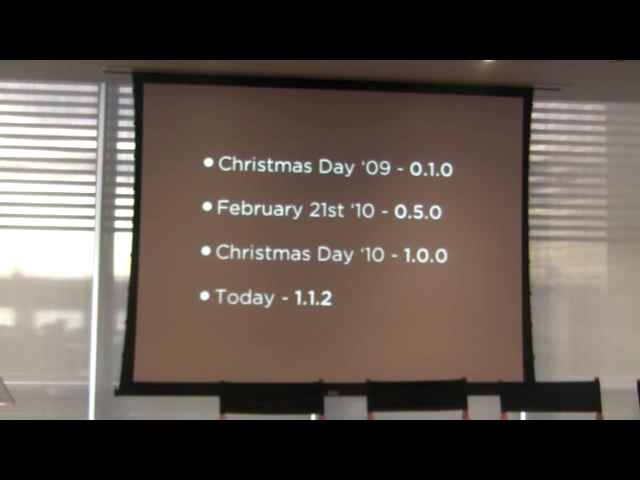 • Christmas Day ‘09 - 0.1.0
• February 21st ‘10 - 0.5.0
• Christmas Day ‘10 - 1.0.0
• Today - 1.1.2